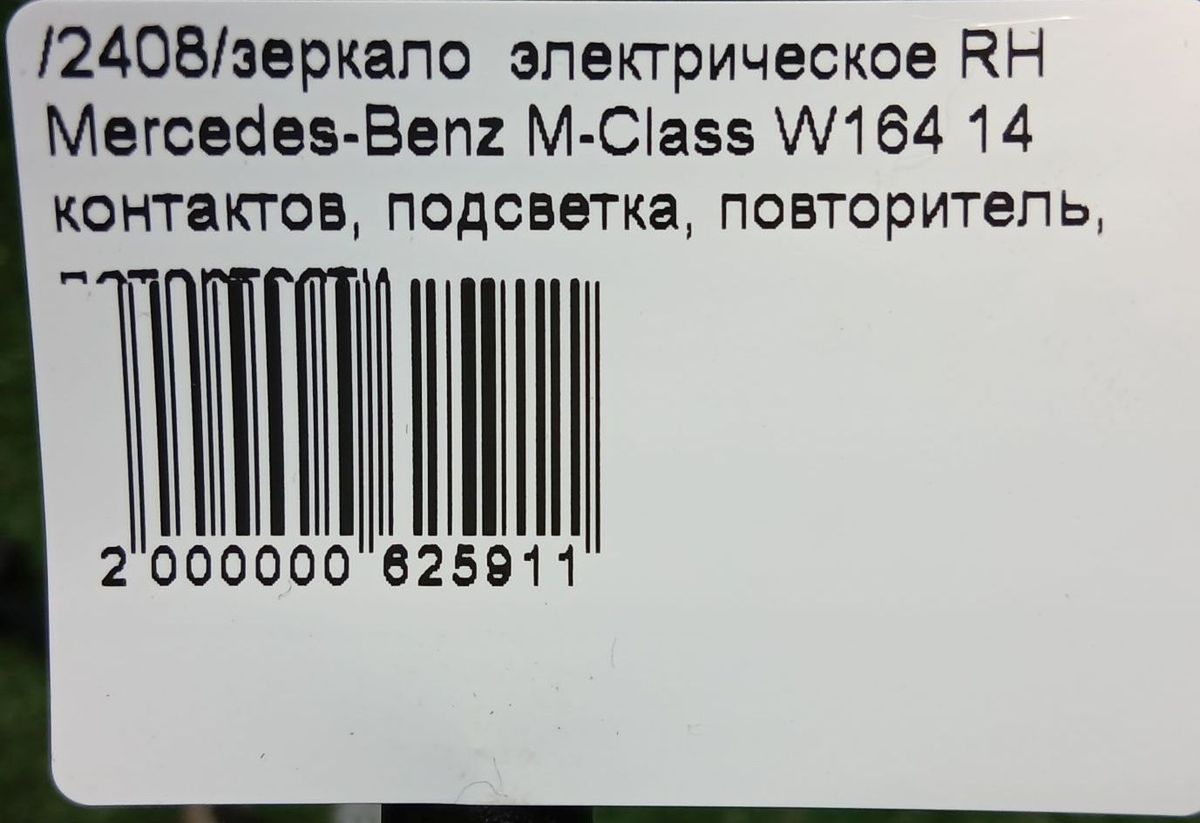 /2408/зеркало электрическое RH
Mercedes-Benz M-Class W164 14
контактов, подсветка, повторитель,
2 000000 625911